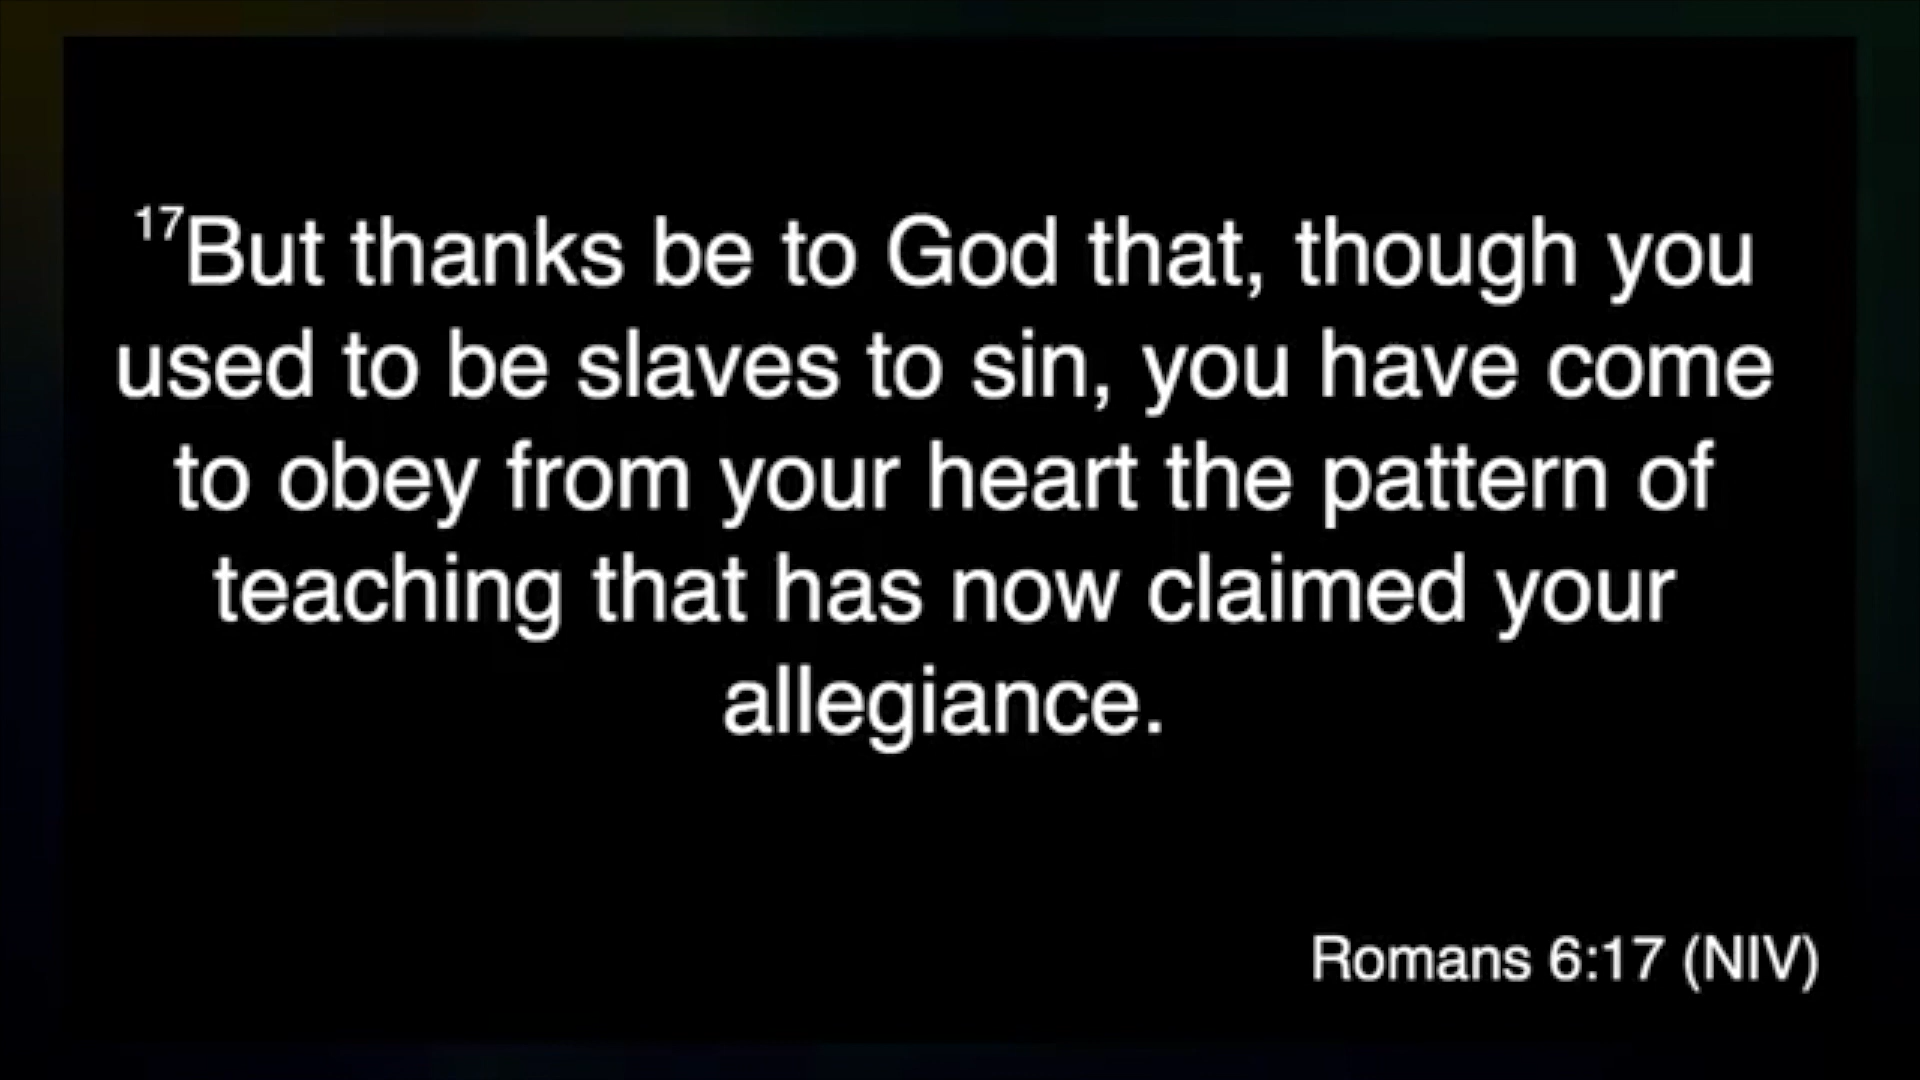 17But thanks be to God that, though you
used to be slaves to sin, you have come
to obey from your heart the pattern of
teaching that has now claimed your
allegiance.
Romans 6:17 (NIV)